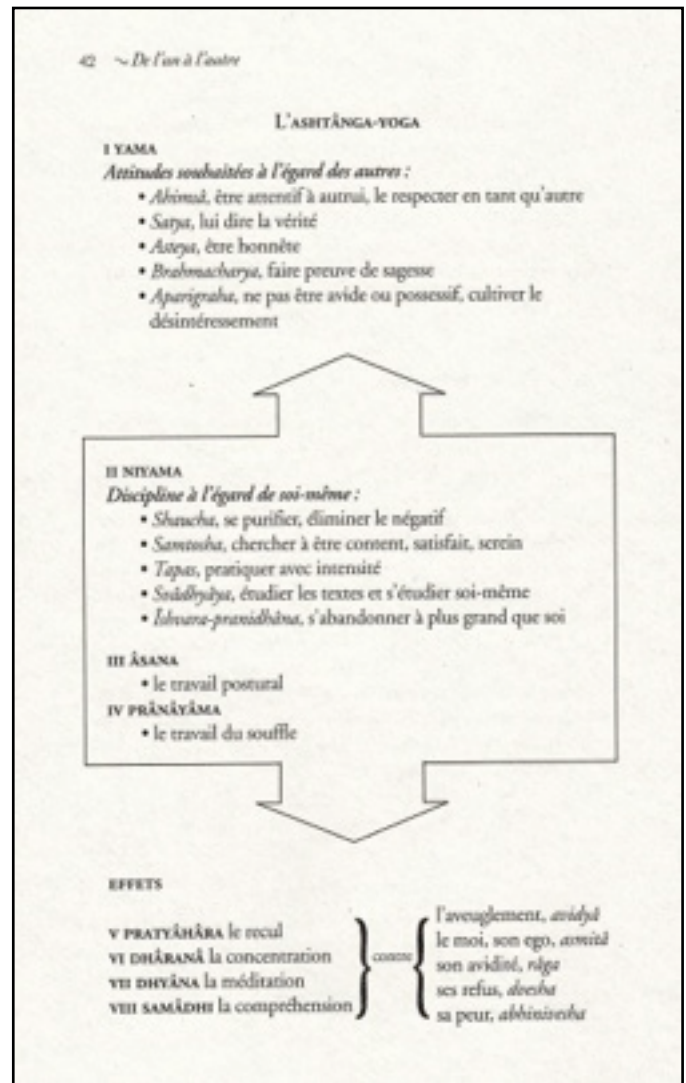 42 ~ De l'un à l'autre
L'ASHTÂNGA-YOGA
I YAMA
Attitudes souhaitées à l'égard des autres :
• Ahimsâ, être attentif à autrui, le respecter en tant qu'autre
• Satya, lui dire la vérité
• Asteya, être honnête
• Brahmacharya, faire preuve de sagesse
• Aparigraha, ne pas être avide ou possessif, cultiver le
désintéressement
II NIYAMA
Discipline à l'égard de soi-même :
• Shaucha, se purifier, éliminer le négatif
• Samtosha, chercher à être content, satisfait, serein
• Tapas, pratiquer avec intensité
• Svâdhyâya, étudier les textes et s'étudier soi-même
• Îshvara-pranidhâna, s'abandonner à plus grand que soi
III ÂSANA
• le travail postural
IV PRÂNÂYÂMA
• le travail du souffle
EFFETS
V PRATYÂHÂRA le recul
VI DHÂRANÂ la concentration
VII DHYÂNA la méditation
VIII SAMÂDHI la compréhension
contre
l'aveuglement, avidyâ
le moi, son ego, asmitâ
son avidité, râga
ses refus, dvesha
sa peur, abhinivesha